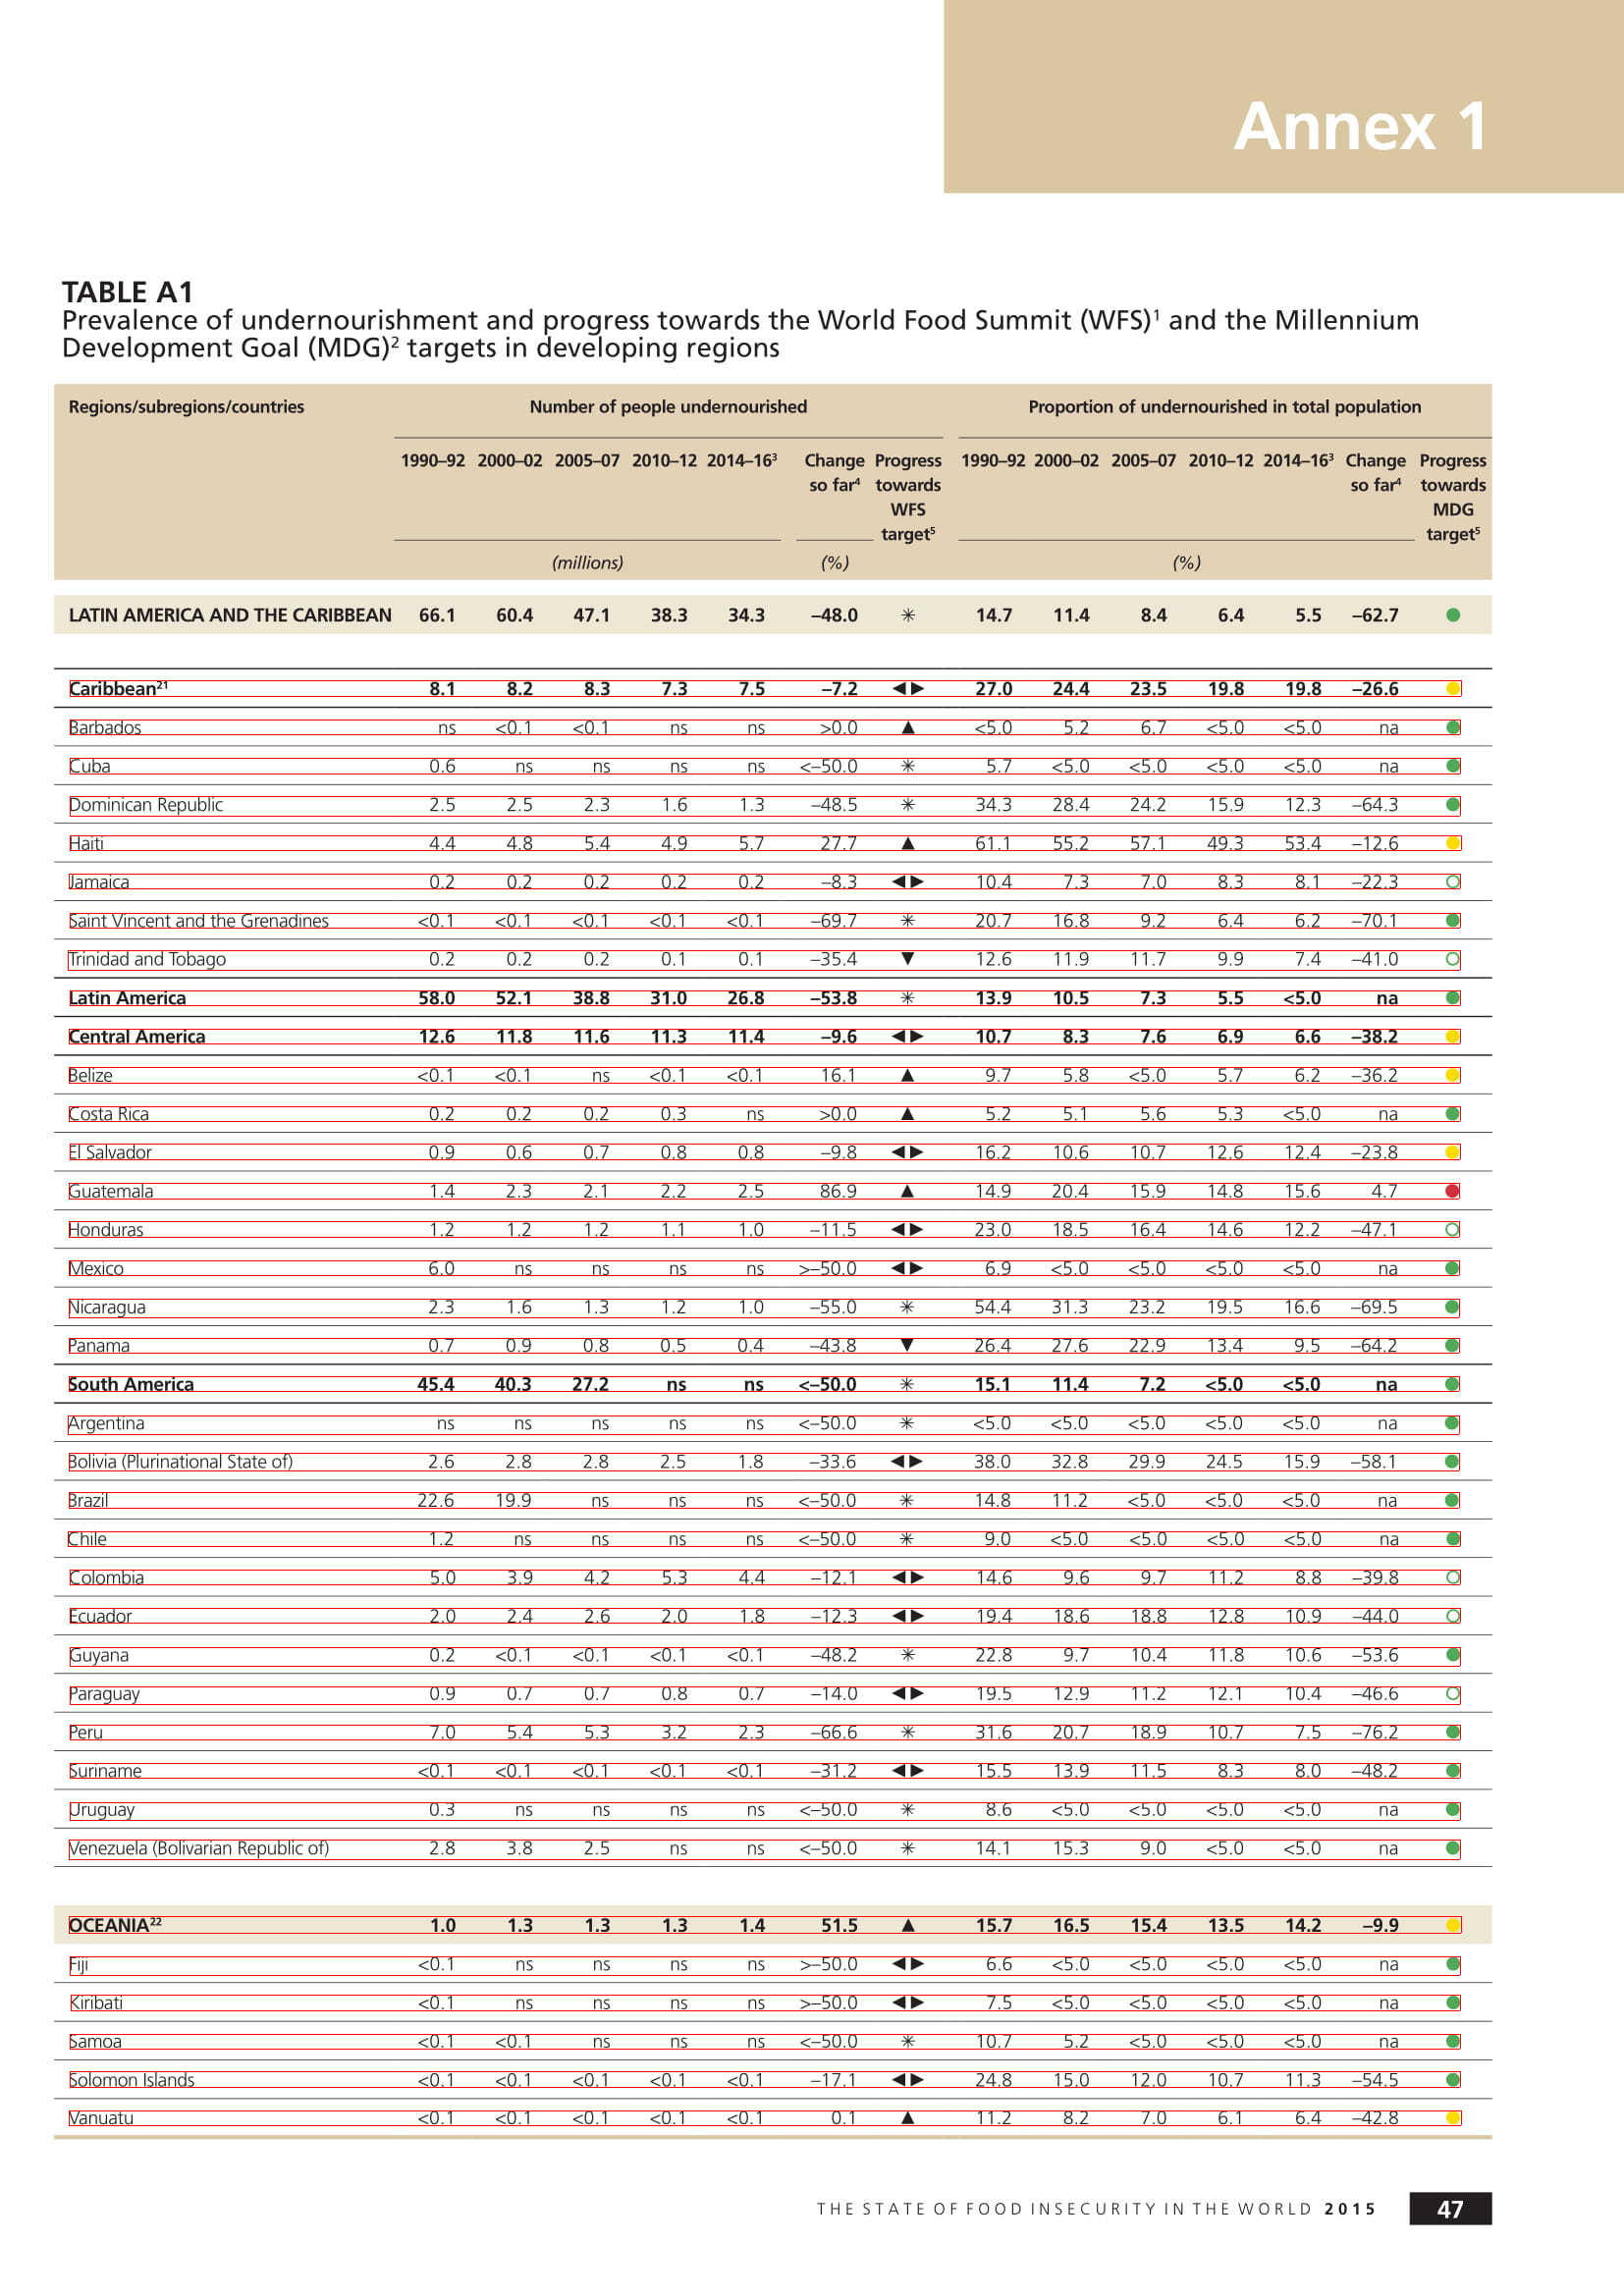 Annex 1
TABLE A1
Prevalence of undernourishment and progress towards the World Food Summit (WFS)¹ and the Millennium
Development Goal (MDG)² targets in developing regions
Regions/subregions/countries Number of people undernourished Proportion of undernourished in total population
1990–92 2000–02 2005–07 2010–12 2014–16³ Change Progress 1990–92 2000–02 2005–07 2010–12 2014–16³ Change Progress
so far⁴ towards so far⁴ towards
WFS MDG
target⁵ target⁵
(millions) (%) (%)
LATIN AMERICA AND THE CARIBBEAN 66.1 60.4 47.1 38.3 34.3 –48.0 ✳ 14.7 11.4 8.4 6.4 5.5 –62.7 ●
Caribbean²¹ 8.1 8.2 8.3 7.3 7.5 –7.2 ◄► 27.0 24.4 23.5 19.8 19.8 –26.6 ●
Barbados ns <0.1 <0.1 ns ns >0.0 ▲ <5.0 5.2 6.7 <5.0 <5.0 na ●
Cuba 0.6 ns ns ns ns <–50.0 ✳ 5.7 <5.0 <5.0 <5.0 <5.0 na ●
Dominican Republic 2.5 2.5 2.3 1.6 1.3 –48.5 ✳ 34.3 28.4 24.2 15.9 12.3 –64.3 ●
Haiti 4.4 4.8 5.4 4.9 5.7 27.7 ▲ 61.1 55.2 57.1 49.3 53.4 –12.6 ●
Jamaica 0.2 0.2 0.2 0.2 0.2 –8.3 ◄► 10.4 7.3 7.0 8.3 8.1 –22.3 ○
Saint Vincent and the Grenadines <0.1 <0.1 <0.1 <0.1 <0.1 –69.7 ✳ 20.7 16.8 9.2 6.4 6.2 –70.1 ●
Trinidad and Tobago 0.2 0.2 0.2 0.1 0.1 –35.4 ▼ 12.6 11.9 11.7 9.9 7.4 –41.0 ○
Latin America 58.0 52.1 38.8 31.0 26.8 –53.8 ✳ 13.9 10.5 7.3 5.5 <5.0 na ●
Central America 12.6 11.8 11.6 11.3 11.4 –9.6 ◄► 10.7 8.3 7.6 6.9 6.6 –38.2 ●
Belize <0.1 <0.1 ns <0.1 <0.1 16.1 ▲ 9.7 5.8 <5.0 5.7 6.2 –36.2 ●
Costa Rica 0.2 0.2 0.2 0.3 ns >0.0 ▲ 5.2 5.1 5.6 5.3 <5.0 na ●
El Salvador 0.9 0.6 0.7 0.8 0.8 –9.8 ◄► 16.2 10.6 10.7 12.6 12.4 –23.8 ●
Guatemala 1.4 2.3 2.1 2.2 2.5 86.9 ▲ 14.9 20.4 15.9 14.8 15.6 4.7 ●
Honduras 1.2 1.2 1.2 1.1 1.0 –11.5 ◄► 23.0 18.5 16.4 14.6 12.2 –47.1 ○
Mexico 6.0 ns ns ns ns >–50.0 ◄► 6.9 <5.0 <5.0 <5.0 <5.0 na ●
Nicaragua 2.3 1.6 1.3 1.2 1.0 –55.0 ✳ 54.4 31.3 23.2 19.5 16.6 –69.5 ●
Panama 0.7 0.9 0.8 0.5 0.4 –43.8 ▼ 26.4 27.6 22.9 13.4 9.5 –64.2 ●
South America 45.4 40.3 27.2 ns ns <–50.0 ✳ 15.1 11.4 7.2 <5.0 <5.0 na ●
Argentina ns ns ns ns ns <–50.0 ✳ <5.0 <5.0 <5.0 <5.0 <5.0 na ●
Bolivia (Plurinational State of) 2.6 2.8 2.8 2.5 1.8 –33.6 ◄► 38.0 32.8 29.9 24.5 15.9 –58.1 ●
Brazil 22.6 19.9 ns ns ns <–50.0 ✳ 14.8 11.2 <5.0 <5.0 <5.0 na ●
Chile 1.2 ns ns ns ns <–50.0 ✳ 9.0 <5.0 <5.0 <5.0 <5.0 na ●
Colombia 5.0 3.9 4.2 5.3 4.4 –12.1 ◄► 14.6 9.6 9.7 11.2 8.8 –39.8 ○
Ecuador 2.0 2.4 2.6 2.0 1.8 –12.3 ◄► 19.4 18.6 18.8 12.8 10.9 –44.0 ○
Guyana 0.2 <0.1 <0.1 <0.1 <0.1 –48.2 ✳ 22.8 9.7 10.4 11.8 10.6 –53.6 ●
Paraguay 0.9 0.7 0.7 0.8 0.7 –14.0 ◄► 19.5 12.9 11.2 12.1 10.4 –46.6 ○
Peru 7.0 5.4 5.3 3.2 2.3 –66.6 ✳ 31.6 20.7 18.9 10.7 7.5 –76.2 ●
Suriname <0.1 <0.1 <0.1 <0.1 <0.1 –31.2 ◄► 15.5 13.9 11.5 8.3 8.0 –48.2 ●
Uruguay 0.3 ns ns ns ns <–50.0 ✳ 8.6 <5.0 <5.0 <5.0 <5.0 na ●
Venezuela (Bolivarian Republic of) 2.8 3.8 2.5 ns ns <–50.0 ✳ 14.1 15.3 9.0 <5.0 <5.0 na ●
OCEANIA²² 1.0 1.3 1.3 1.3 1.4 51.5 ▲ 15.7 16.5 15.4 13.5 14.2 –9.9 ●
Fiji <0.1 ns ns ns ns >–50.0 ◄► 6.6 <5.0 <5.0 <5.0 <5.0 na ●
Kiribati <0.1 ns ns ns ns >–50.0 ◄► 7.5 <5.0 <5.0 <5.0 <5.0 na ●
Samoa <0.1 <0.1 ns ns ns <–50.0 ✳ 10.7 5.2 <5.0 <5.0 <5.0 na ●
Solomon Islands <0.1 <0.1 <0.1 <0.1 <0.1 –17.1 ◄► 24.8 15.0 12.0 10.7 11.3 –54.5 ●
Vanuatu <0.1 <0.1 <0.1 <0.1 <0.1 0.1 ▲ 11.2 8.2 7.0 6.1 6.4 –42.8 ●
THE STATE OF FOOD INSECURITY IN THE WORLD 2015 47